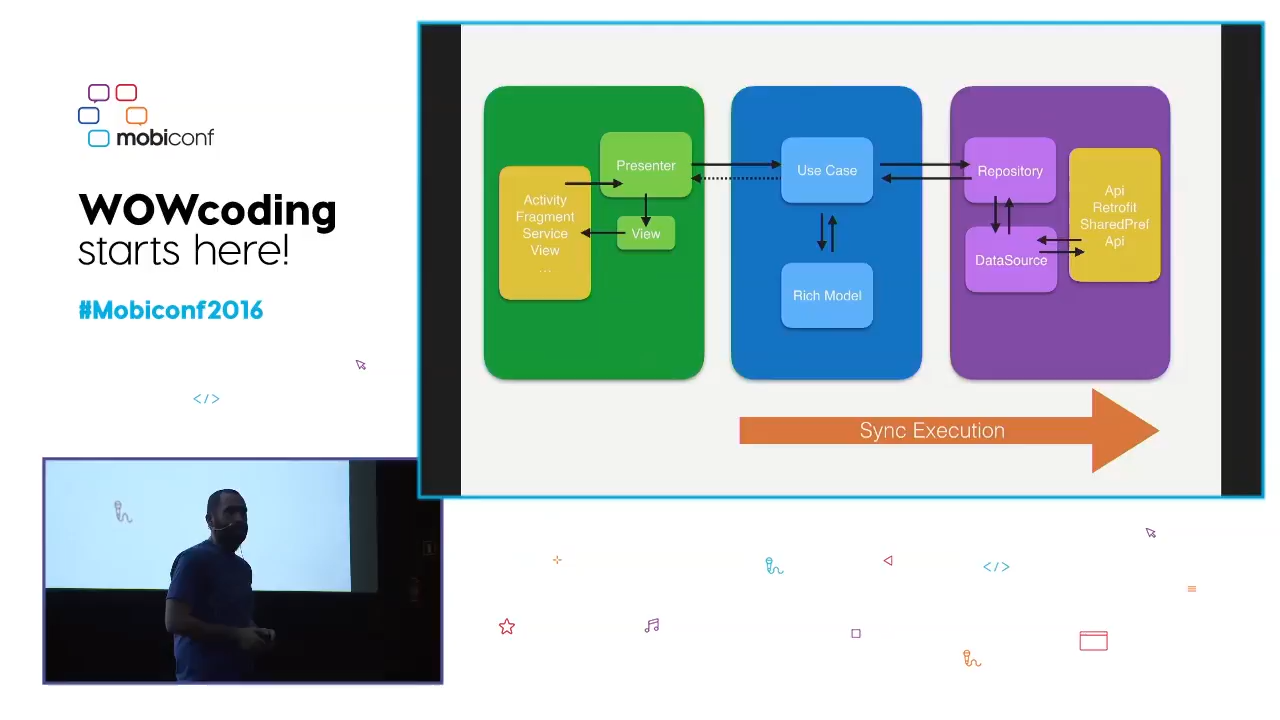 mobiconf
WOWcoding
starts here!
#Mobiconf2016
</>
Presenter
Activity
Fragment
Service
View
...
View
Use Case
Rich Model
Repository
DataSource
Api
Retrofit
SharedPref
Api
Sync Execution
</>